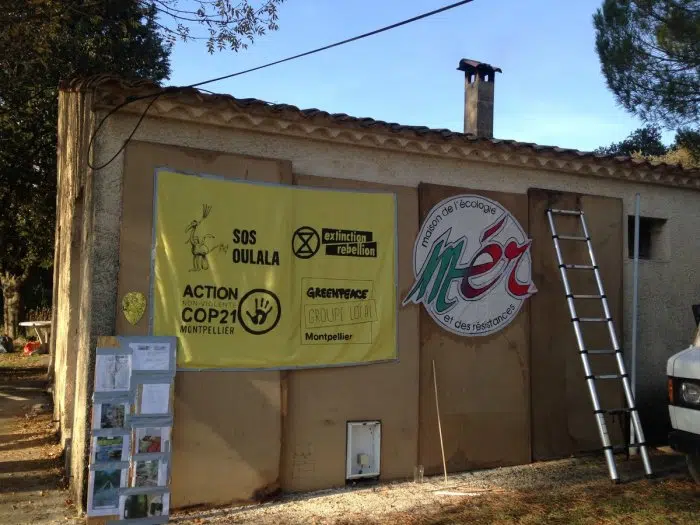 SOS
OULALA
extinction
rebellion
ACTION
NON-VIOLENTE
COP21
MONTPELLIER
GREENPEACE
GROUPE LOCAL
Montpellier
maison de l'écologie
mér
et des résistances